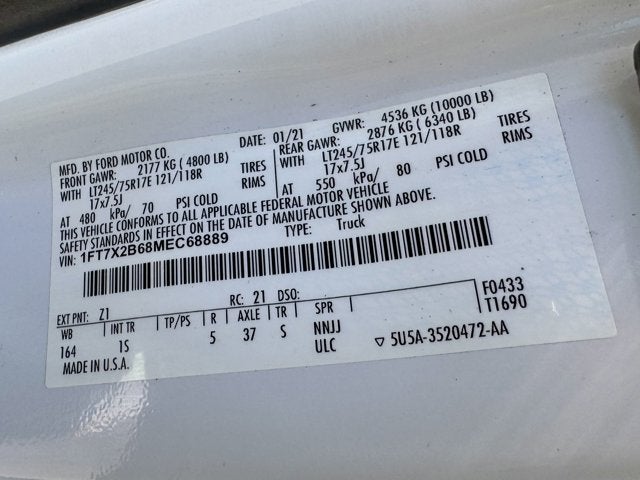 MFD. BY FORD MOTOR CO.
DATE: 01/21
GVWR: 4536 KG (10000 LB)
FRONT GAWR: 2177 KG ( 4800 LB)
REAR GAWR: 2876 KG ( 6340 LB)
WITH LT245/75R17E 121/118R TIRES
WITH LT245/75R17E 121/118R TIRES
17x7.5J RIMS
17x7.5J RIMS
AT 480 kPa/ 70 PSI COLD
AT 550 kPa/ 80 PSI COLD
THIS VEHICLE CONFORMS TO ALL APPLICABLE FEDERAL MOTOR VEHICLE
SAFETY STANDARDS IN EFFECT ON THE DATE OF MANUFACTURE SHOWN ABOVE.
VIN: 1FT7X2B68MEC68889
TYPE: Truck
F0433
T1690
EXT PNT: Z1
RC: 21 DSO:
WB INT TR TP/PS R AXLE TR SPR
164 1S 5 37 S NNJJ
ULC
▽ 5U5A-3520472-AA
MADE IN U.S.A.